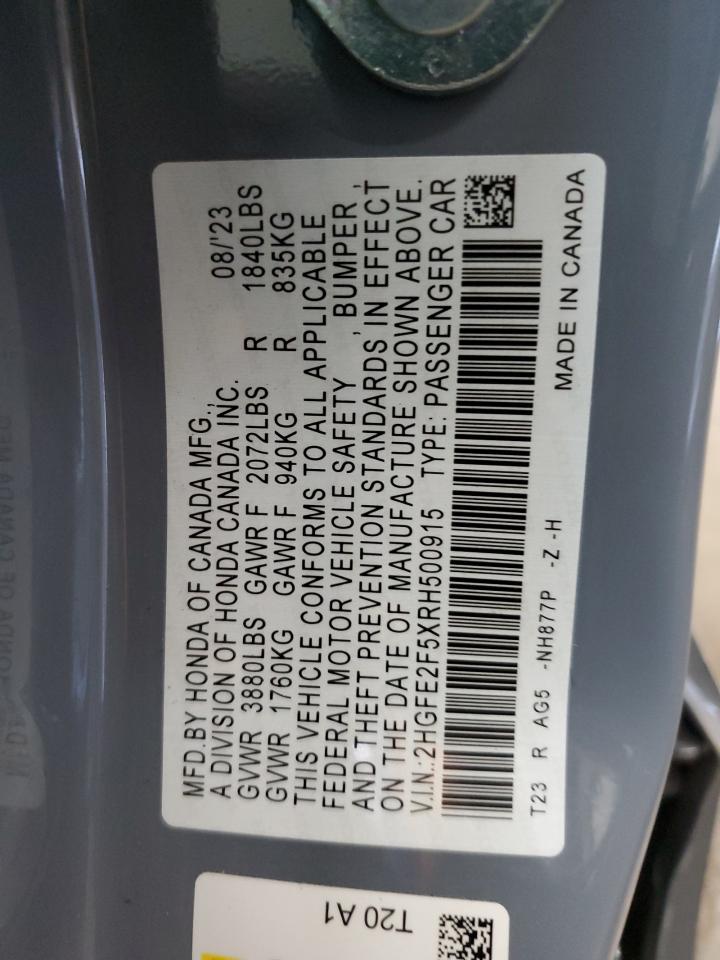 MFD.BY HONDA OF CANADA MFG., 08/'23
A DIVISION OF HONDA CANADA INC.
GVWR 3880LBS GAWR F 2072LBS R 1840LBS
GVWR 1760KG GAWR F 940KG R 835KG
THIS VEHICLE CONFORMS TO ALL APPLICABLE
FEDERAL MOTOR VEHICLE SAFETY , BUMPER ,
AND THEFT PREVENTION STANDARDS IN EFFECT
ON THE DATE OF MANUFACTURE SHOWN ABOVE.
V.I.N.:2HGFE2F5XRH500915 TYPE: PASSENGER CAR
T23 R AG5 -NH877P -Z -H
MADE IN CANADA
T20 A1